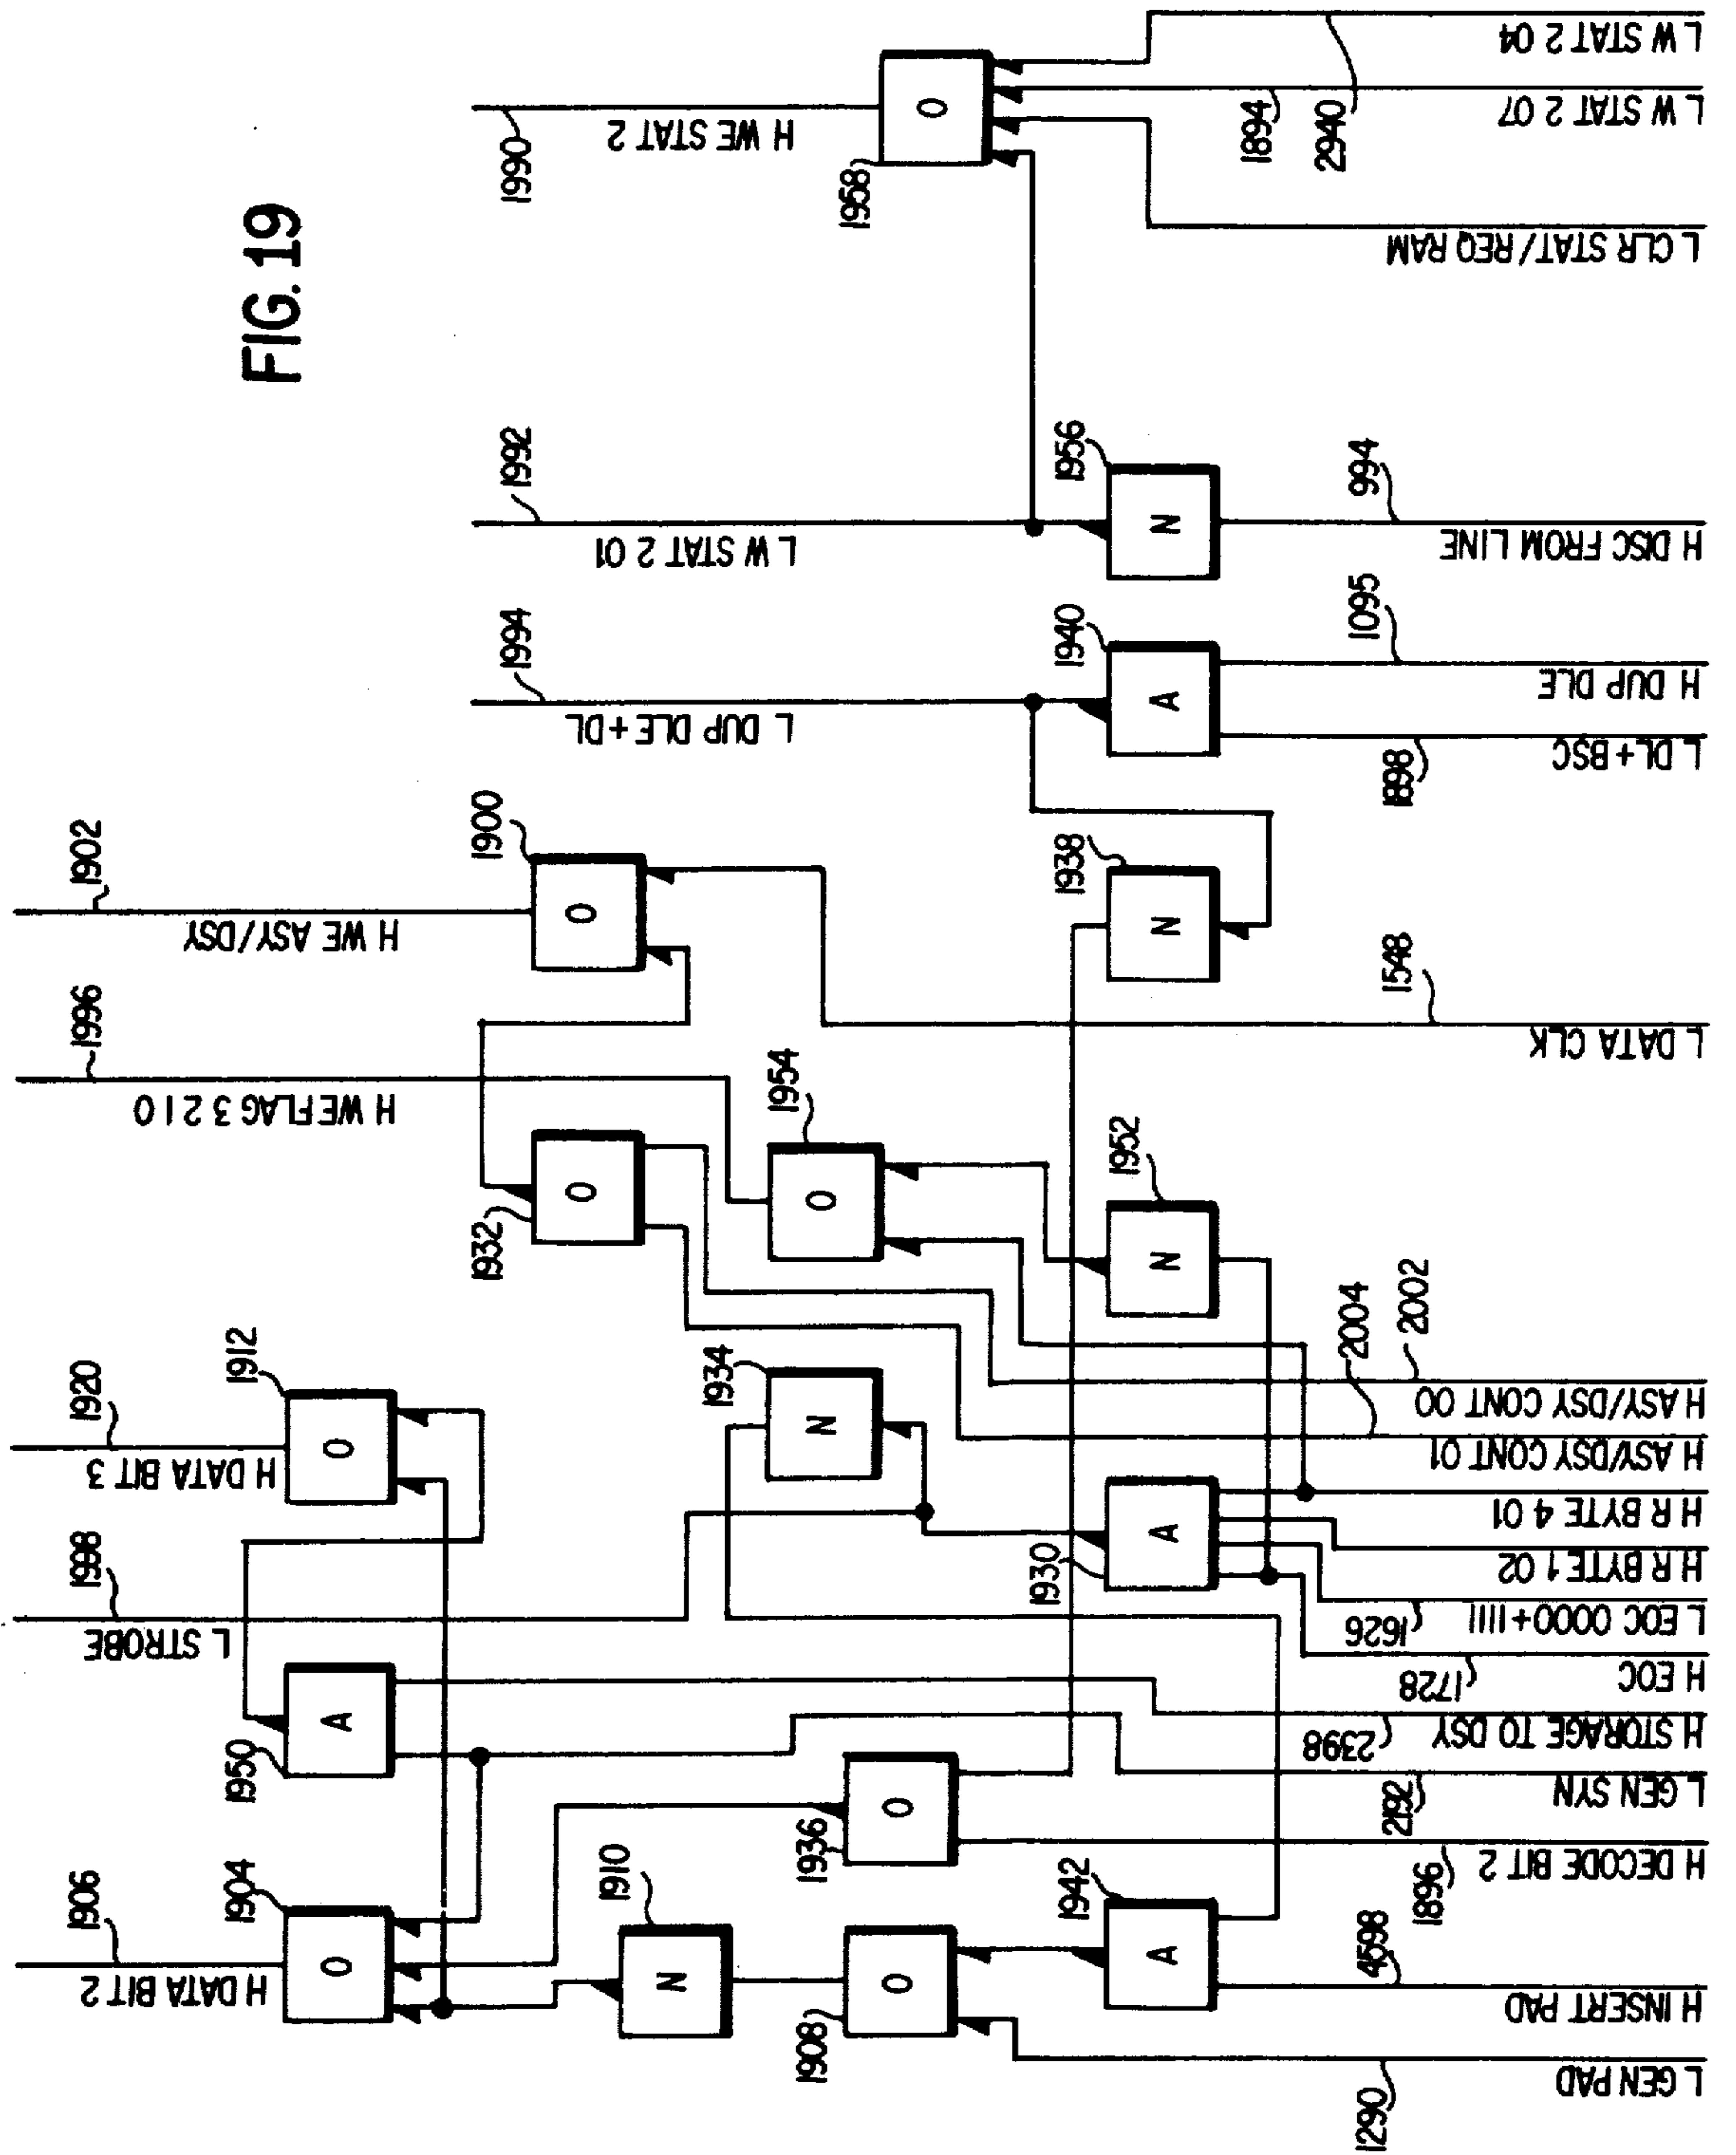 FIG. 19
1906
1904
H DATA BIT 2
O
1950
A
1998
L STROBE
1920
1912
H DATA BIT 3
O
1996
H WEFLAG 3 2 1 0
1902
H WE ASY/DSY
1900
O
1932
O
1994
L DUP DLE + DL
1992
L W STAT 2 01
1990
H WE STAT 2
1958
O
1910
N
1934
N
1954
O
1908
O
1936
O
1942
A
1930
A
1952
N
1938
N
1940
A
1956
N
1290
L GEN PAD
4598
H INSERT PAD
1896
H DECODE BIT 2
2192
L GEN SYN
2398
H STORAGE TO DSY
1728
H EOC
1626
L EOC 0000+1111
H R BYTE 1 02
H R BYTE 4 01
2004
H ASY/DSY CONT 01
2002
H ASY/DSY CONT 00
1548
L DATA CLK
1898
L DL+BSC
1095
H DUP DLE
994
H DISC FROM LINE
L CLR STAT/REQ RAM
1894
L W STAT 2 07
2940
L W STAT 2 04